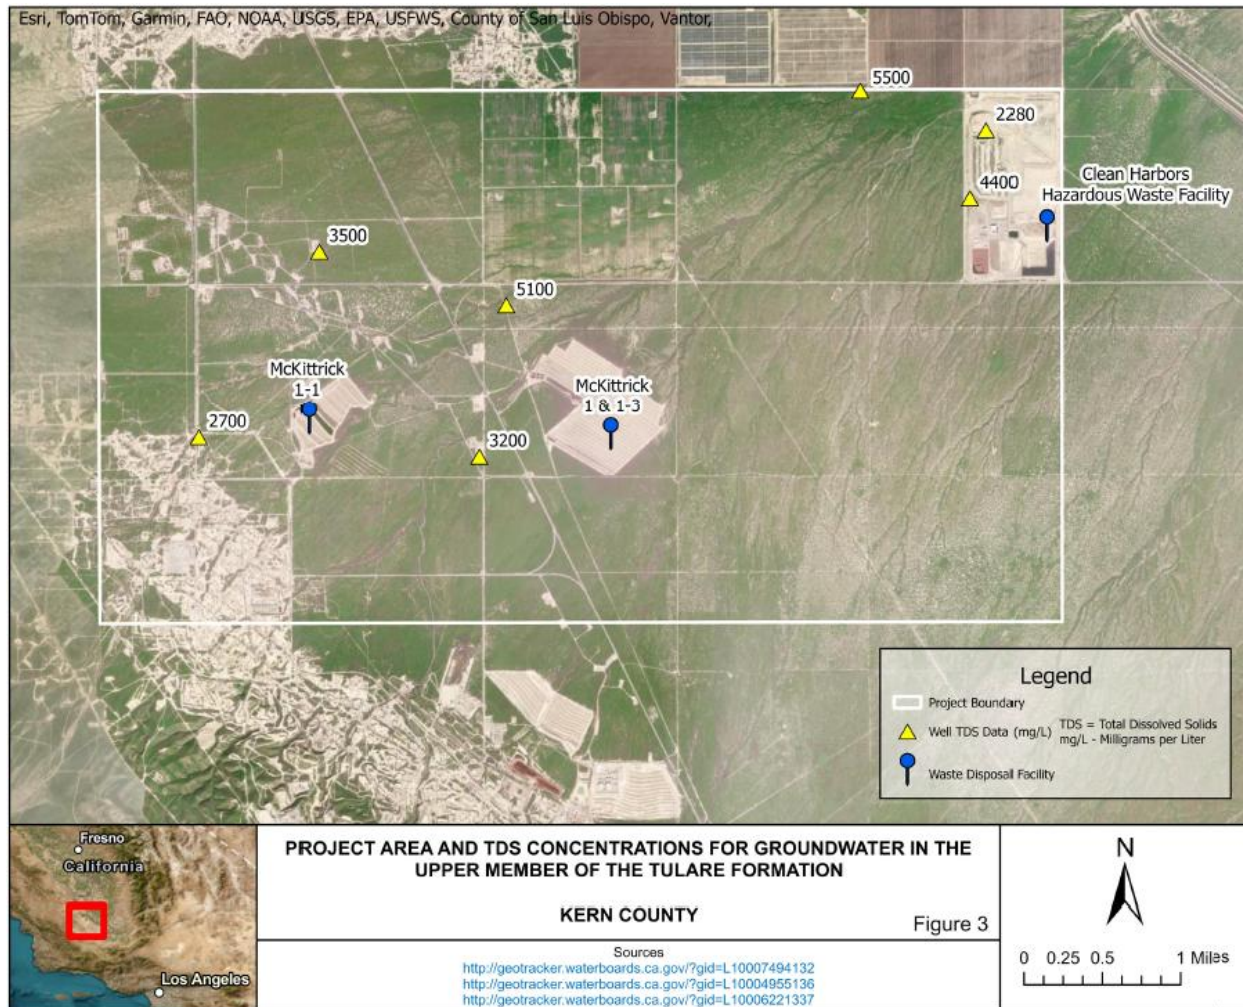 Esri, TomTom, Garmin, FAO, NOAA, USGS, EPA, USFWS, County of San Luis Obispo, Vantor,
5500
2280
4400
Clean Harbors
Hazardous Waste Facility
3500
5100
McKittrick
1-1
McKittrick
1 & 1-3
2700
3200
Legend
Project Boundary
Well TDS Data (mg/L)
TDS = Total Dissolved Solids
mg/L - Milligrams per Liter
Waste Disposal Facility
Fresno
California
Los Angeles
PROJECT AREA AND TDS CONCENTRATIONS FOR GROUNDWATER IN THE
UPPER MEMBER OF THE TULARE FORMATION
KERN COUNTY
Figure 3
Sources
http://geotracker.waterboards.ca.gov/?gid=L10007494132
http://geotracker.waterboards.ca.gov/?gid=L10004955136
http://geotracker.waterboards.ca.gov/?gid=L10006221337
N
0 0.25 0.5 1 Miles